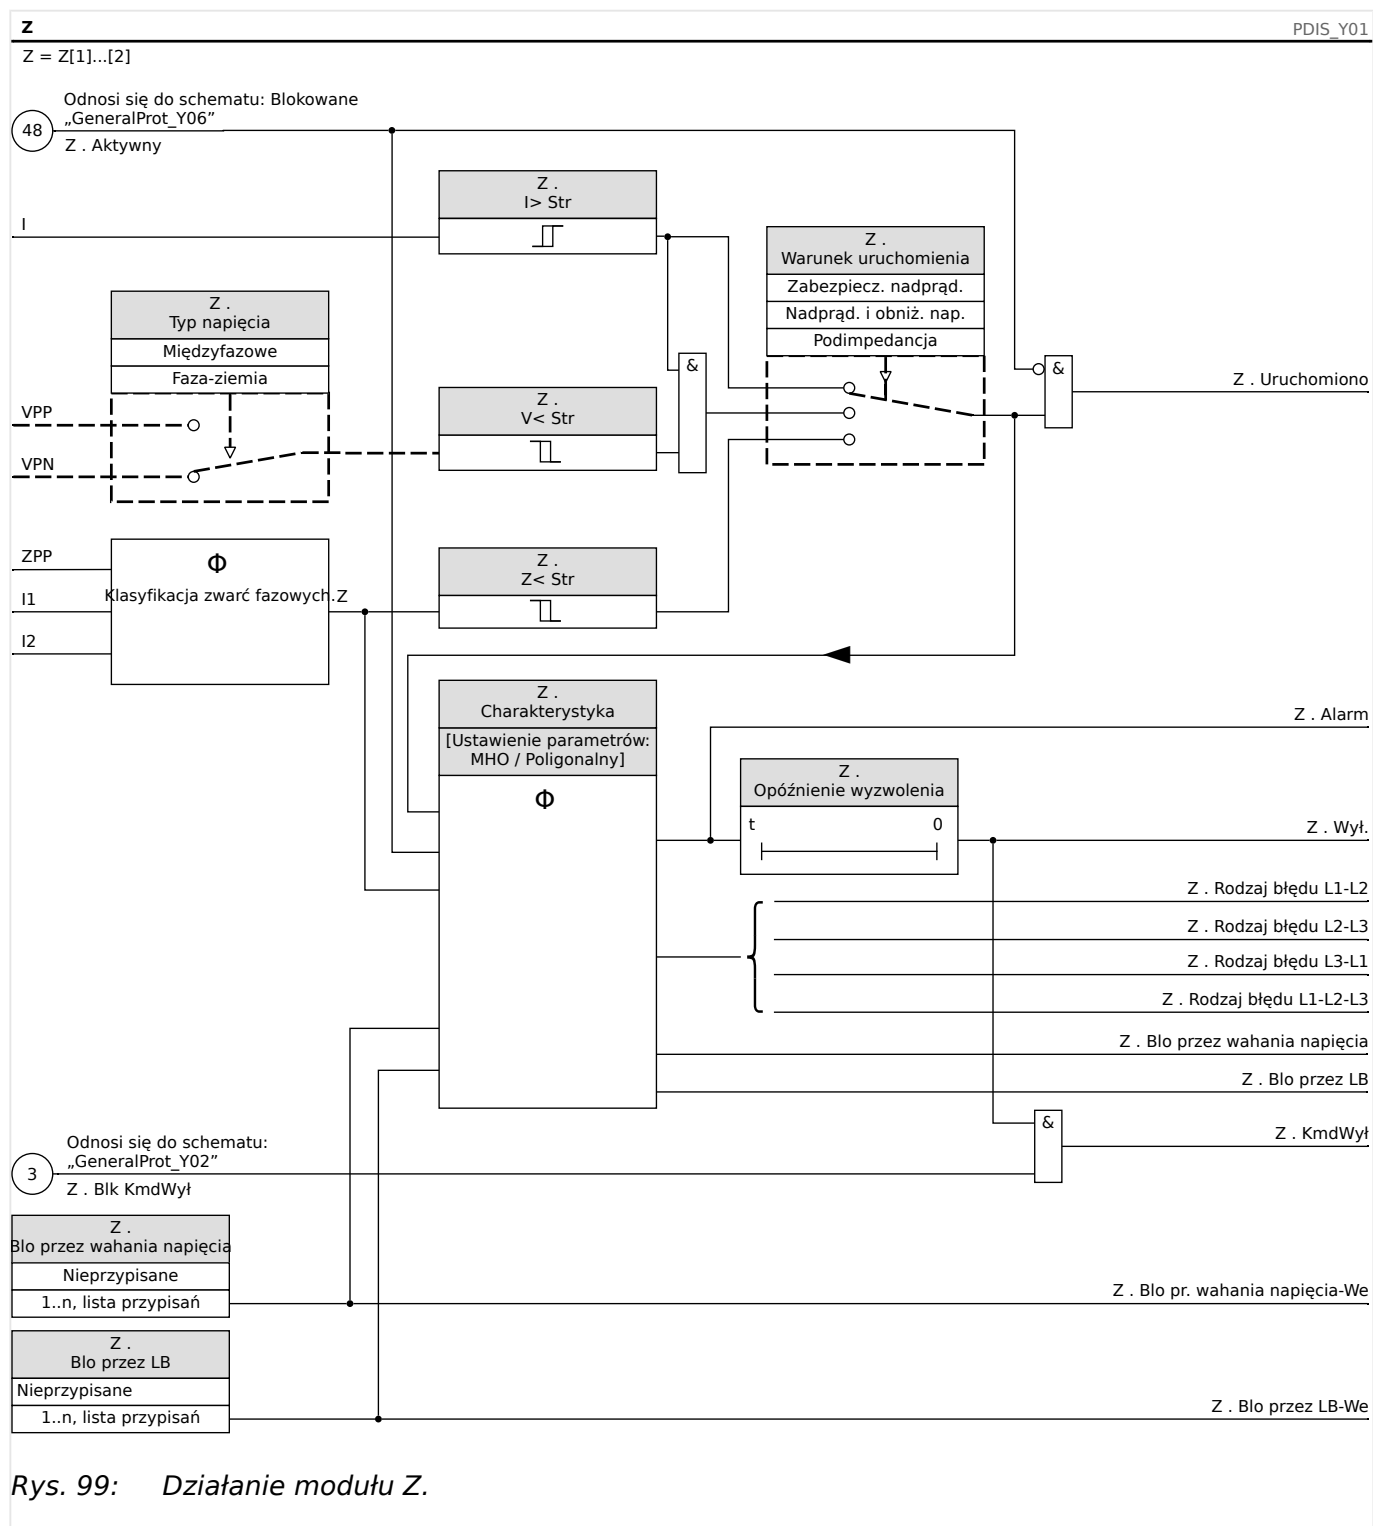 Z
PDIS_Y01
Z = Z[1]...[2]
Odnosi się do schematu: Blokowane
„GeneralProt_Y06”
48
Z . Aktywny
Z .
I> Str
I
Z .
Warunek uruchomienia
Zabezpiecz. nadprąd.
Nadprąd. i obniż. nap.
Podimpedancja
Z .
Typ napięcia
Międzyfazowe
Faza-ziemia
&
&
Z . Uruchomiono
VPP
Z .
V< Str
VPN
ZPP
Φ
Klasyfikacja zwarć fazowych.Z
I1
I2
Z .
Z< Str
Z .
Charakterystyka
[Ustawienie parametrów:
MHO / Poligonalny]
Φ
Z . Alarm
Z .
Opóźnienie wyzwolenia
t 0
Z . Wył.
Z . Rodzaj błędu L1-L2
Z . Rodzaj błędu L2-L3
Z . Rodzaj błędu L3-L1
Z . Rodzaj błędu L1-L2-L3
Z . Blo przez wahania napięcia
Z . Blo przez LB
&
Z . KmdWył
Odnosi się do schematu:
„GeneralProt_Y02”
3
Z . Blk KmdWył
Z .
Blo przez wahania napięcia
Nieprzypisane
1..n, lista przypisań
Z . Blo pr. wahania napięcia-We
Z .
Blo przez LB
Nieprzypisane
1..n, lista przypisań
Z . Blo przez LB-We
Rys. 99: Działanie modułu Z.